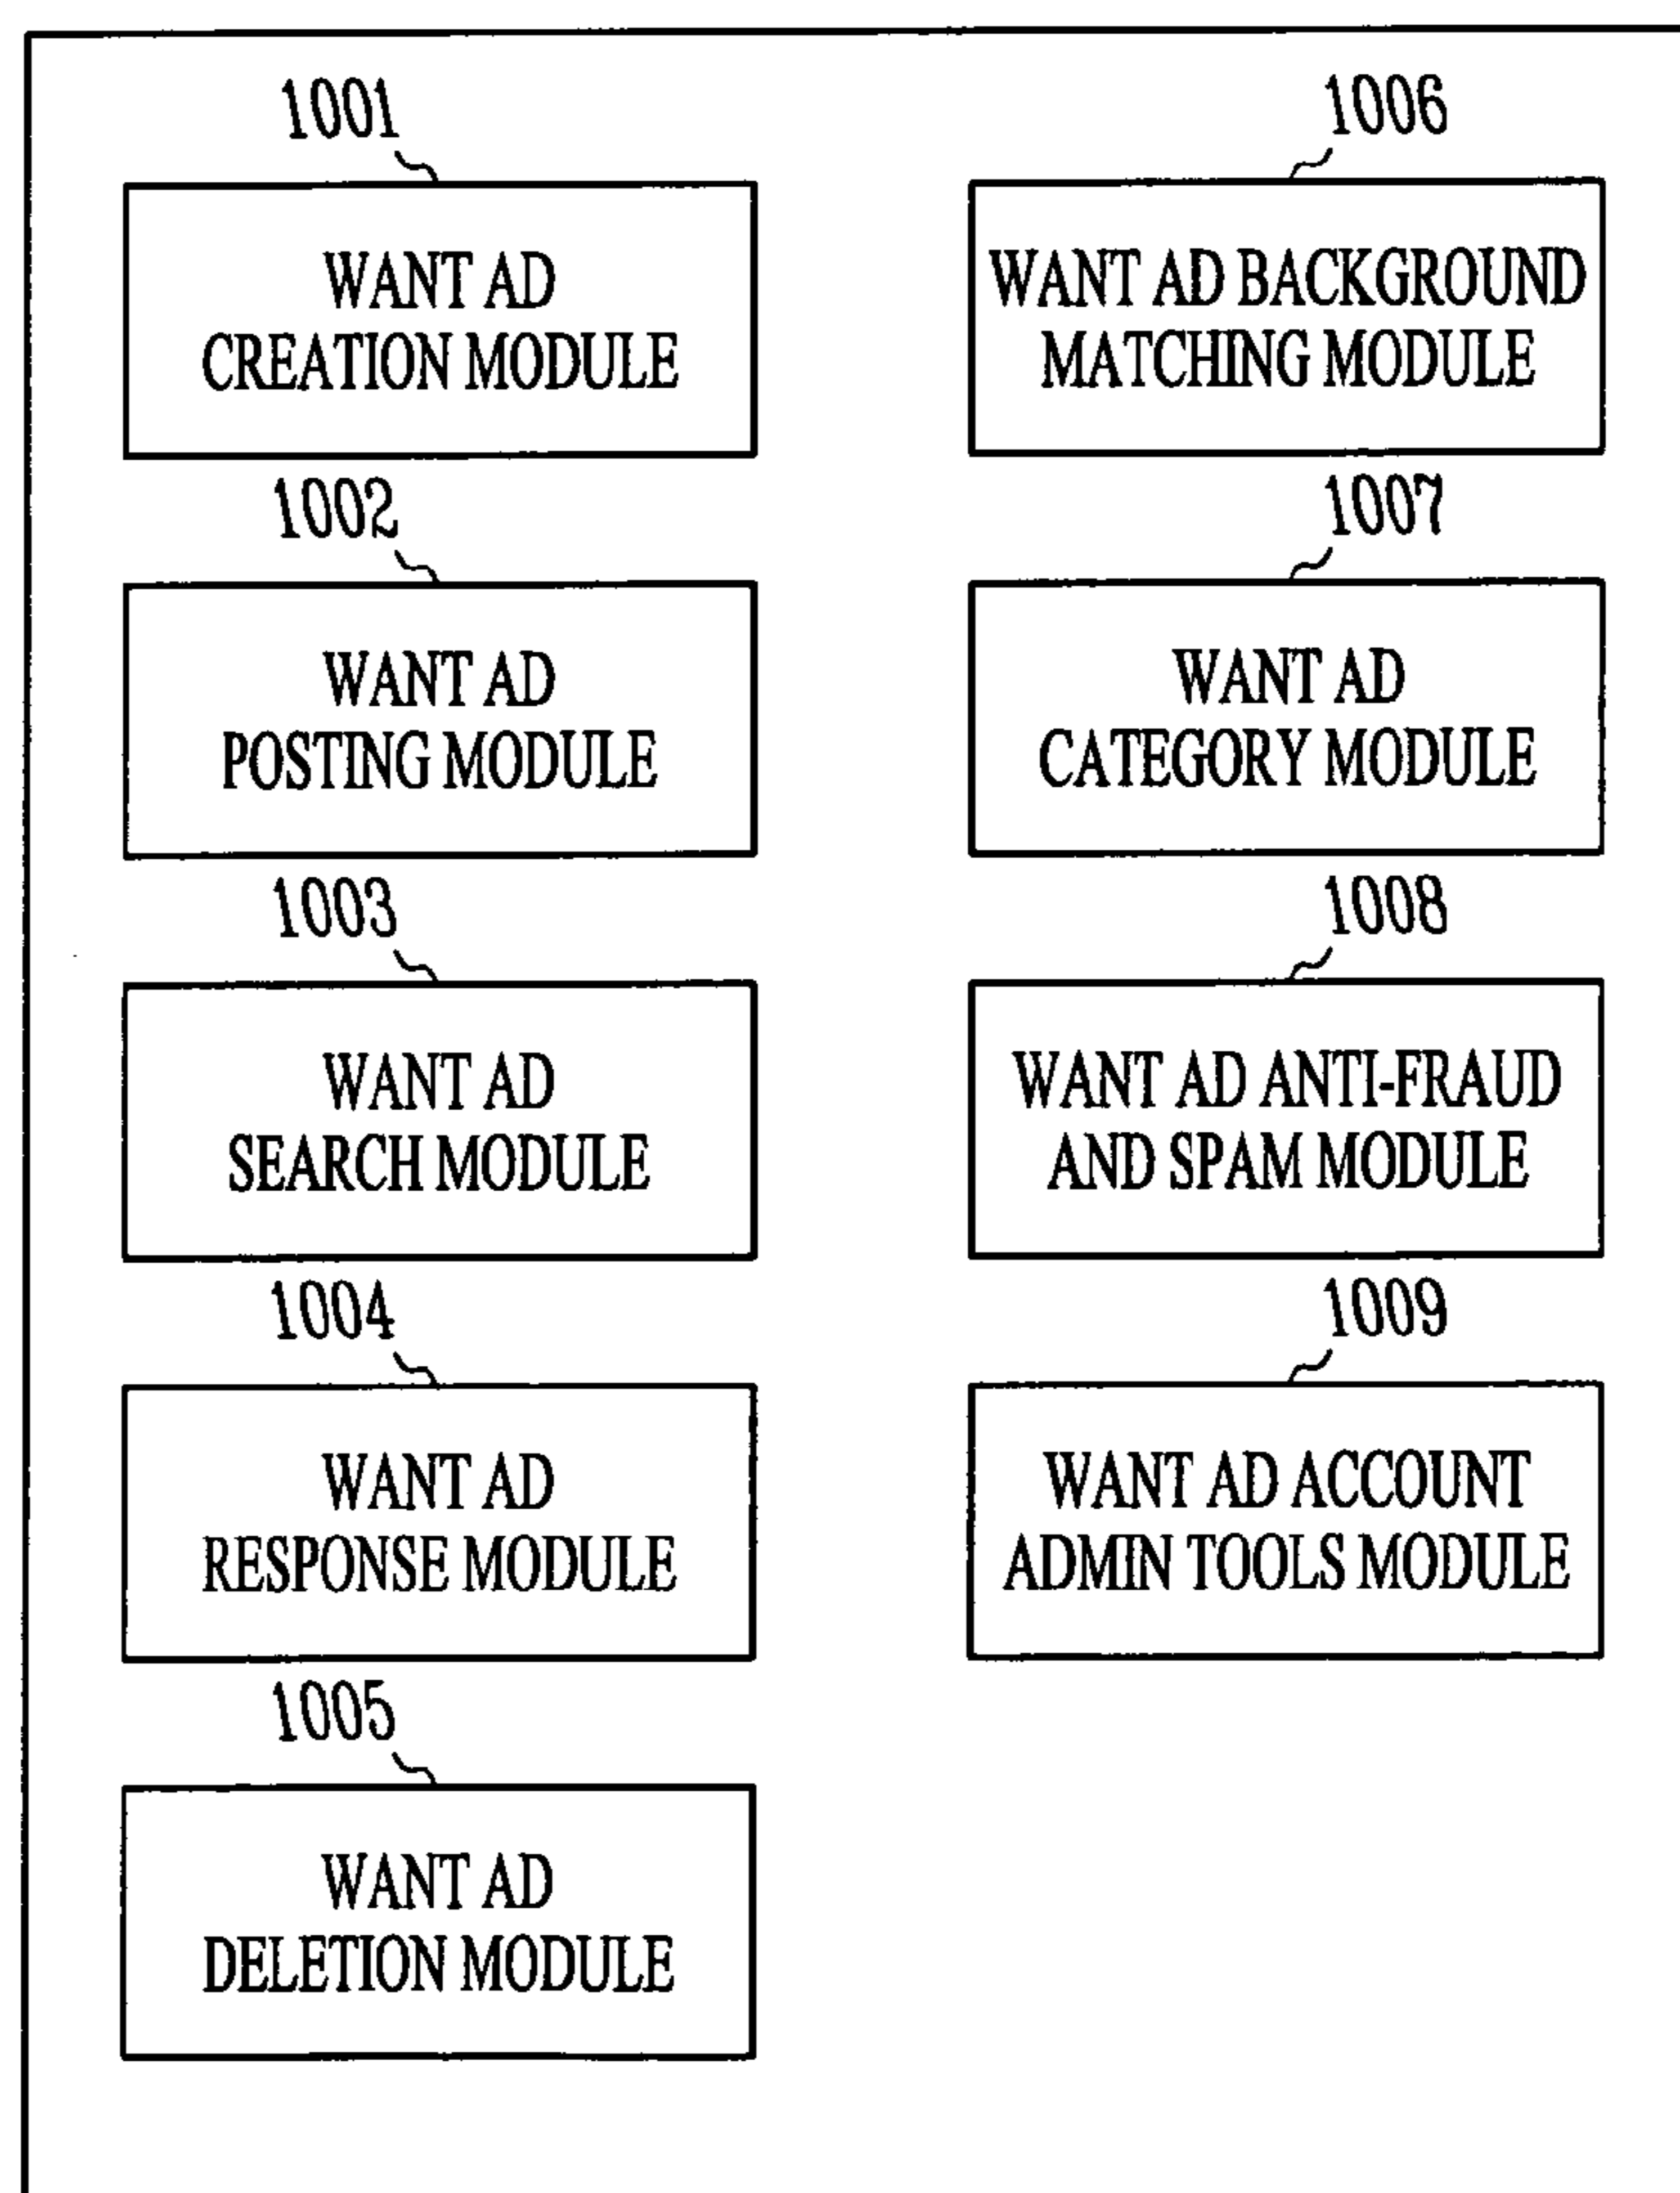 1001
WANT AD
CREATION MODULE
1002
WANT AD
POSTING MODULE
1003
WANT AD
SEARCH MODULE
1004
WANT AD
RESPONSE MODULE
1005
WANT AD
DELETION MODULE
1006
WANT AD BACKGROUND
MATCHING MODULE
1007
WANT AD
CATEGORY MODULE
1008
WANT AD ANTI-FRAUD
AND SPAM MODULE
1009
WANT AD ACCOUNT
ADMIN TOOLS MODULE